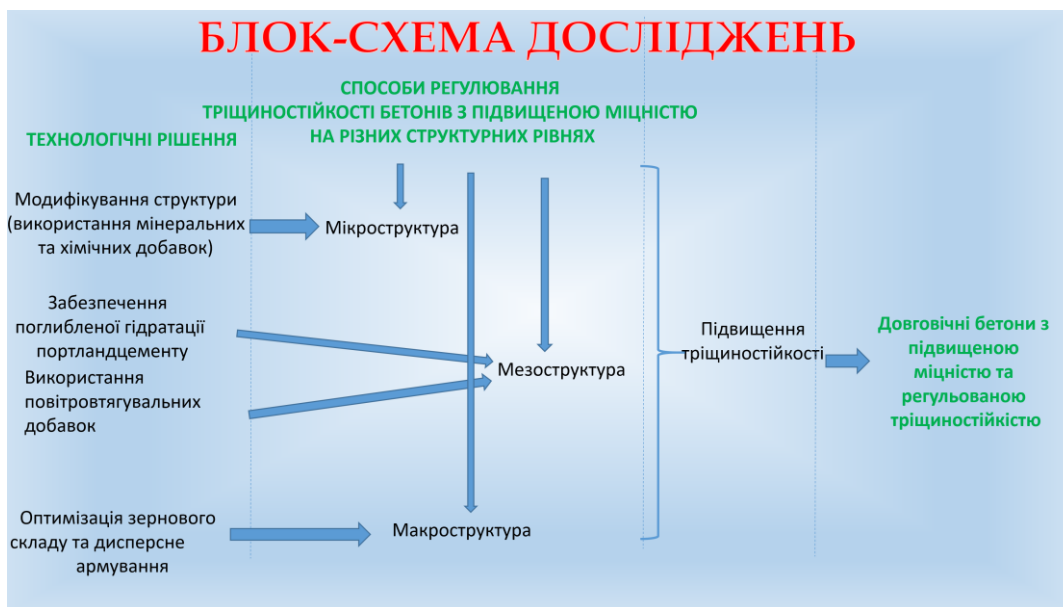 БЛОК-СХЕМА ДОСЛІДЖЕНЬ
СПОСОБИ РЕГУЛЮВАННЯ
ТРІЩИНОСТІЙКОСТІ БЕТОНІВ З ПІДВИЩЕНОЮ МІЦНІСТЮ
НА РІЗНИХ СТРУКТУРНИХ РІВНЯХ
ТЕХНОЛОГІЧНІ РІШЕННЯ
Модифікування структури
(використання мінеральних
та хімічних добавок)
Мікроструктура
Забезпечення
поглибленої гідратації
портландцементу
Використання
повітровтягувальних
добавок
Мезоструктура
Оптимізація зернового
складу та дисперсне
армування
Макроструктура
Підвищення
тріщиностійкості
Довговічні бетони з
підвищеною
міцністю та
регульованою
тріщиностійкістю